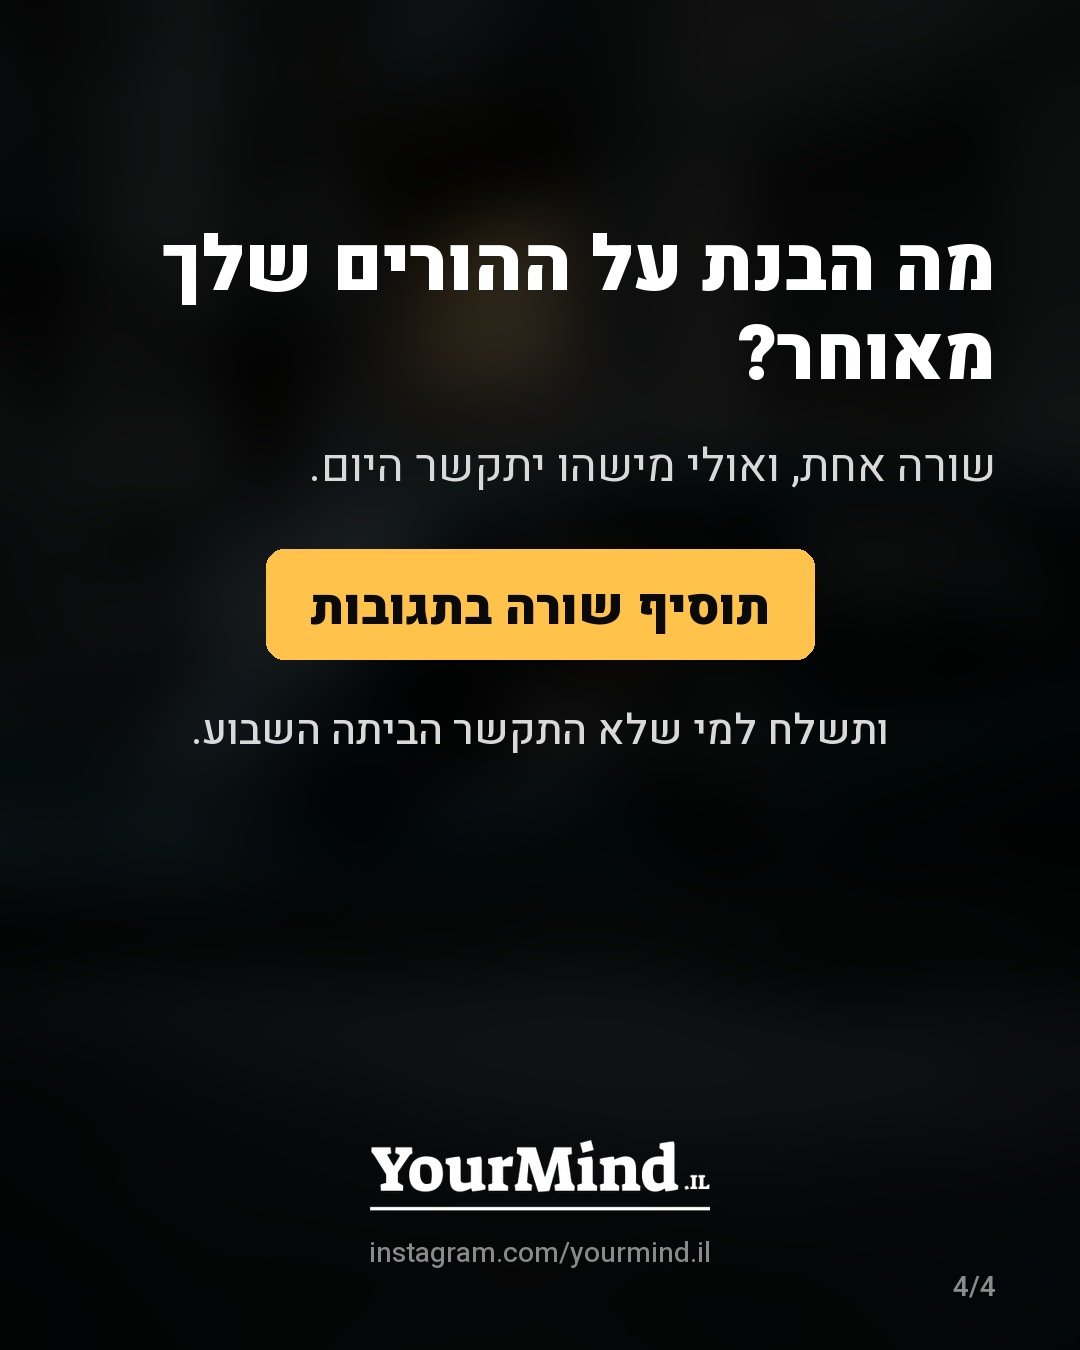 מה הבנת על ההורים שלך
מאוחר?
שורה אחת, ואולי מישהו יתקשר היום.
תוסיף שורה בתגובות
ותשלח למי שלא התקשר הביתה השבוע.
YourMind.IL
instagram.com/yourmind.il
4/4